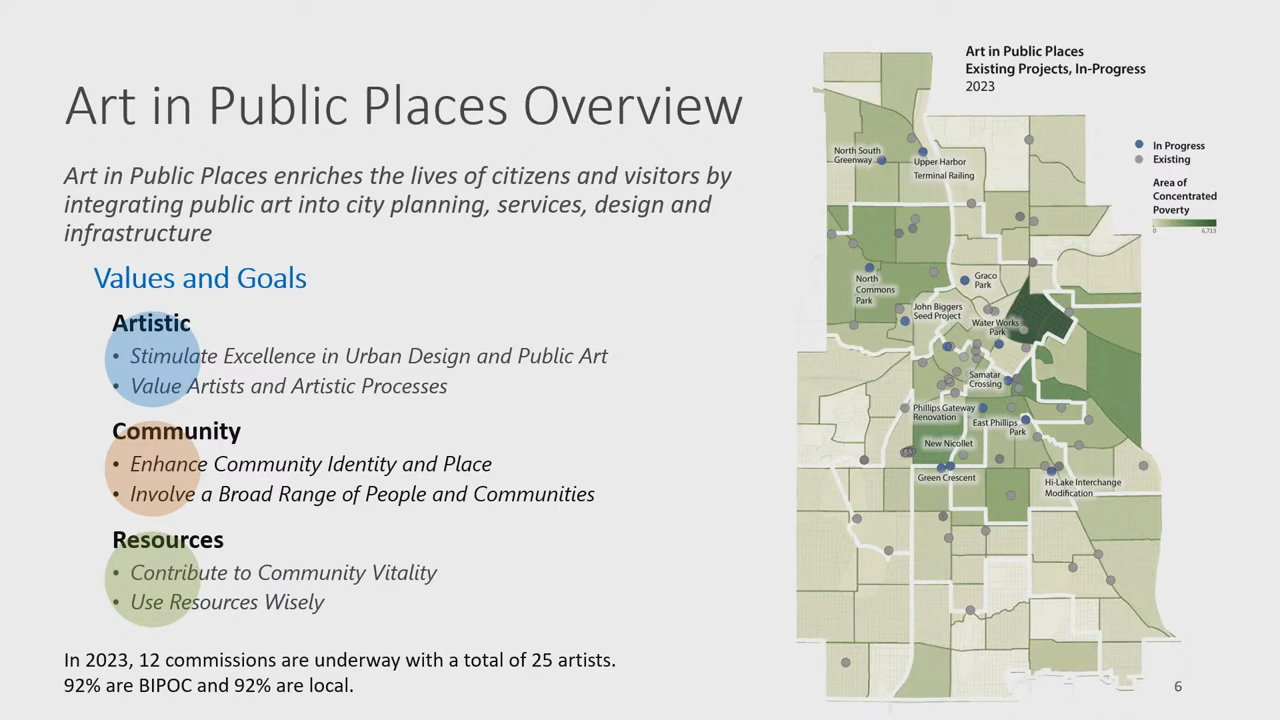 Art in Public Places Overview
Art in Public Places enriches the lives of citizens and visitors by
integrating public art into city planning, services, design and
infrastructure
Values and Goals
Artistic
• Stimulate Excellence in Urban Design and Public Art
• Value Artists and Artistic Processes
Community
• Enhance Community Identity and Place
• Involve a Broad Range of People and Communities
Resources
• Contribute to Community Vitality
• Use Resources Wisely
In 2023, 12 commissions are underway with a total of 25 artists.
92% are BIPOC and 92% are local.
Art in Public Places
Existing Projects, In-Progress
2023
In Progress
Existing
Area of
Concentrated
Poverty
0 6,713
North South
Greenway
Upper Harbor
Terminal Railing
North
Commons
Park
Graco
Park
John Biggers
Seed Project
Water Works
Park
Samatar
Crossing
Phillips Gateway
Renovation
East Phillips
Park
New Nicollet
Green Crescent
Hi-Lake Interchange
Modification
6